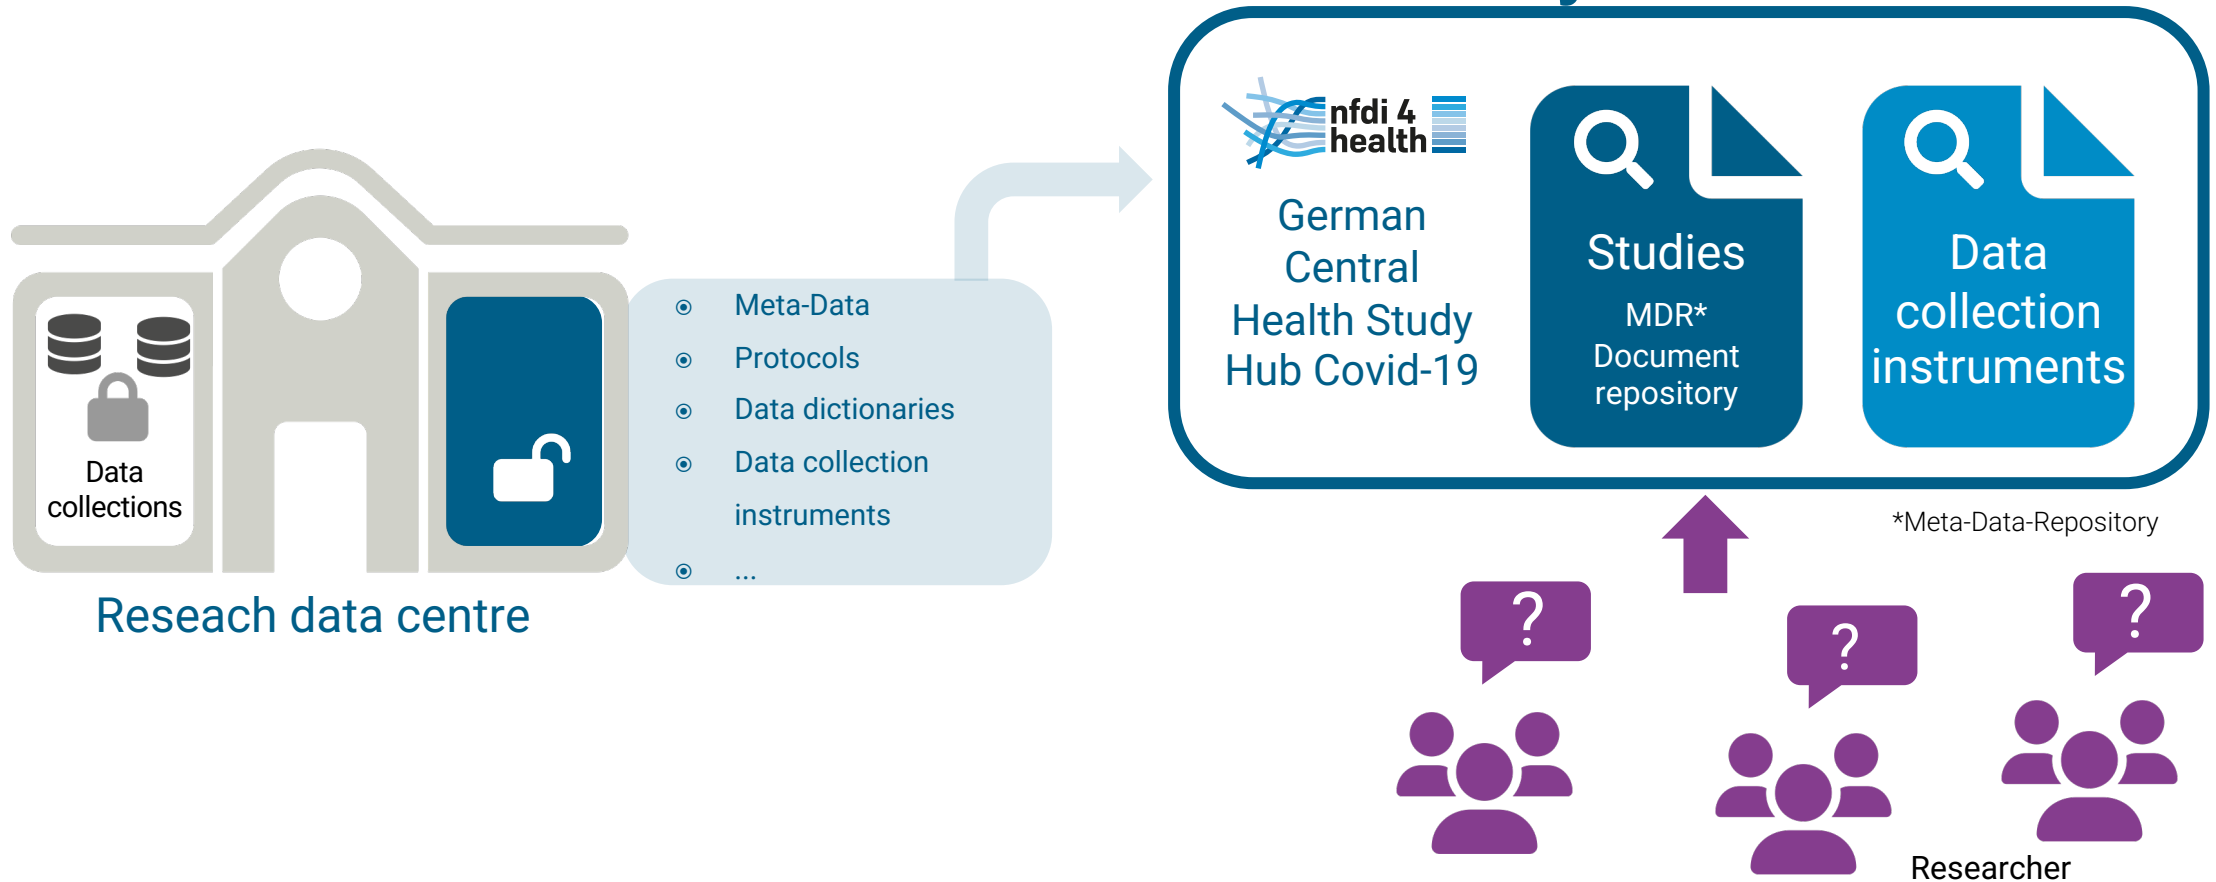 Data
collections
Reseach data centre
Meta-Data
Protocols
Data dictionaries
Data collection
instruments
...
nfdi 4
health
German
Central
Health Study
Hub Covid-19
Studies
MDR*
Document
repository
Data
collection
instruments
*Meta-Data-Repository
?
?
?
Researcher